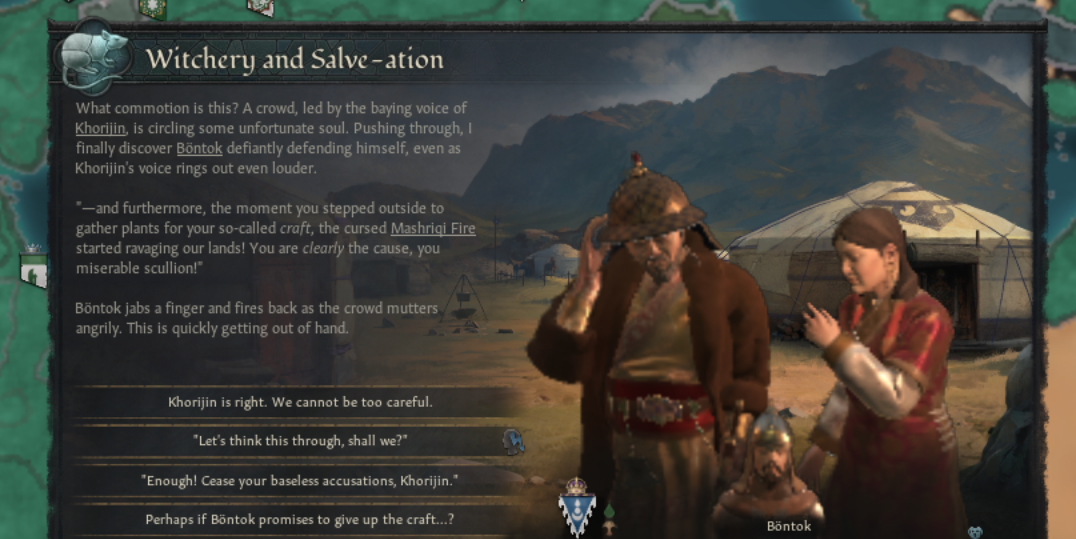 Witchery and Salve-ation
What commotion is this? A crowd, led by the baying voice of
Khorijin, is circling some unfortunate soul. Pushing through, I
finally discover Böntok defiantly defending himself, even as
Khorijin's voice rings out even louder.
"—and furthermore, the moment you stepped outside to
gather plants for your so-called craft, the cursed Mashriqi Fire
started ravaging our lands! You are clearly the cause, you
miserable scullion!"
Böntok jabs a finger and fires back as the crowd mutters
angrily. This is quickly getting out of hand.
Khorijin is right. We cannot be too careful.
"Let's think this through, shall we?"
"Enough! Cease your baseless accusations, Khorijin."
Perhaps if Böntok promises to give up the craft...?
Böntok